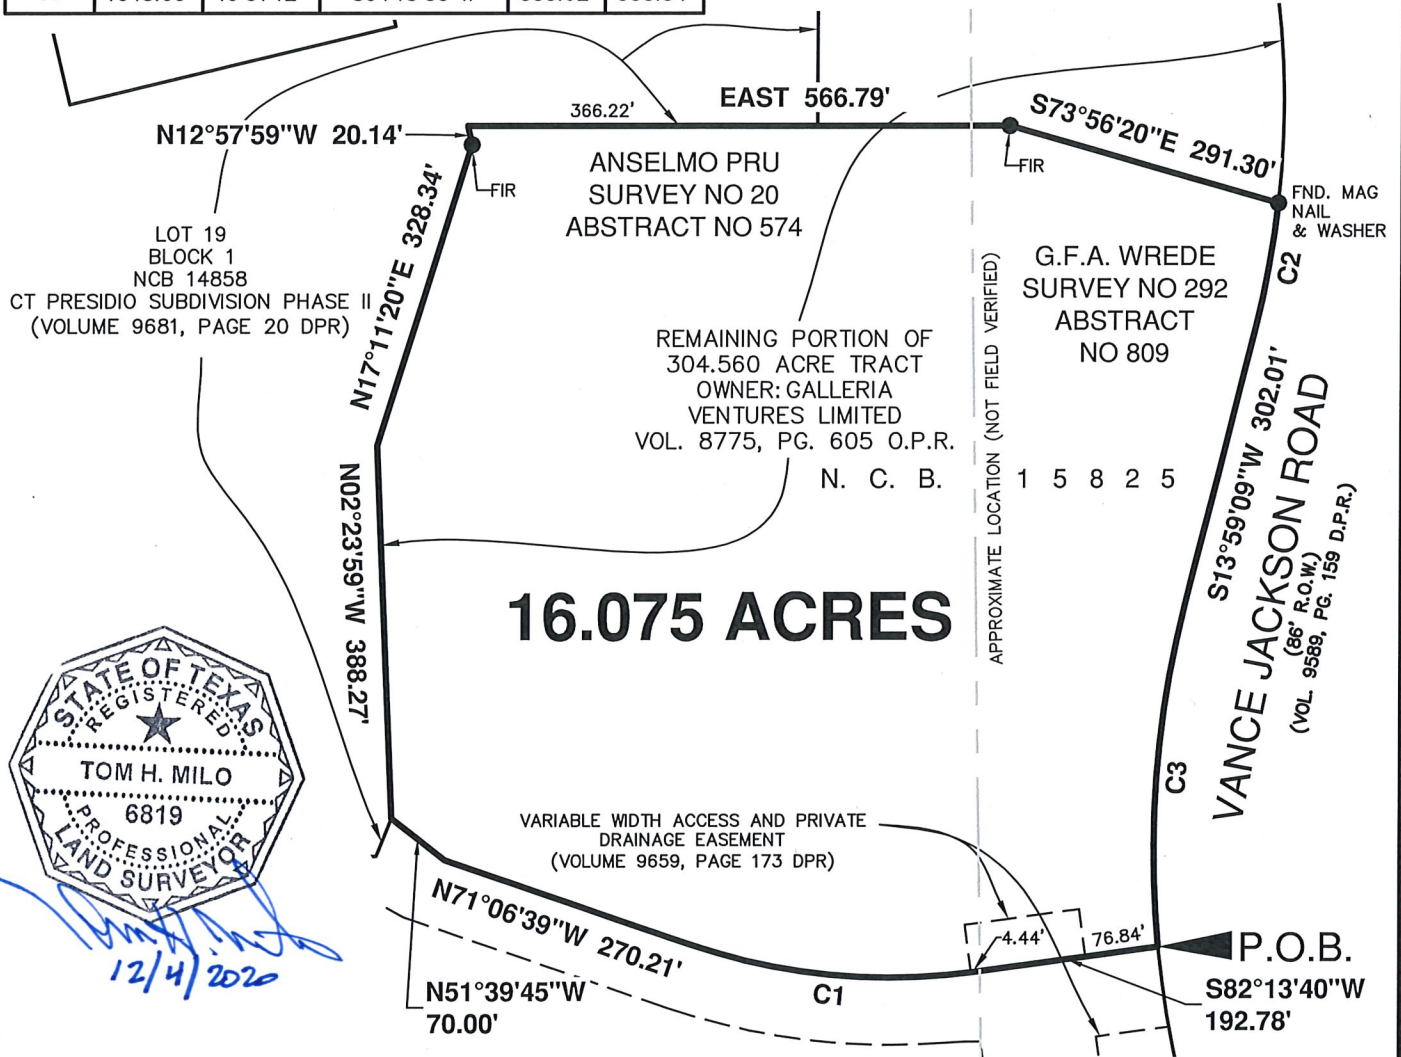 EAST 566.79'
366.22'
S73°56'20"E 291.30'
N12°57'59"W 20.14'
FIR
FIR
ANSELMO PRU
SURVEY NO 20
ABSTRACT NO 574
FND. MAG
NAIL
& WASHER
N17°11'20"E 328.34'
LOT 19
BLOCK 1
NCB 14858
CT PRESIDIO SUBDIVISION PHASE II
(VOLUME 9681, PAGE 20 DPR)
G.F.A. WREDE
SURVEY NO 292
ABSTRACT
NO 809
C2
REMAINING PORTION OF
304.560 ACRE TRACT
OWNER: GALLERIA
VENTURES LIMITED
VOL. 8775, PG. 605 O.P.R.
N. C. B. 1 5 8 2 5
APPROXIMATE LOCATION (NOT FIELD VERIFIED)
S13°59'09"W 302.01'
VANCE JACKSON ROAD
(86' R.O.W.)
(VOL. 9589, PG. 159 D.P.R.)
N02°23'59"W 388.27'
16.075 ACRES
STATE OF TEXAS
REGISTERED
TOM H. MILO
6819
PROFESSIONAL
LAND SURVEYOR
12/4/2020
C3
VARIABLE WIDTH ACCESS AND PRIVATE
DRAINAGE EASEMENT
(VOLUME 9659, PAGE 173 DPR)
N71°06'39"W 270.21'
4.44'
76.84'
P.O.B.
N51°39'45"W
70.00'
C1
S82°13'40"W
192.78'